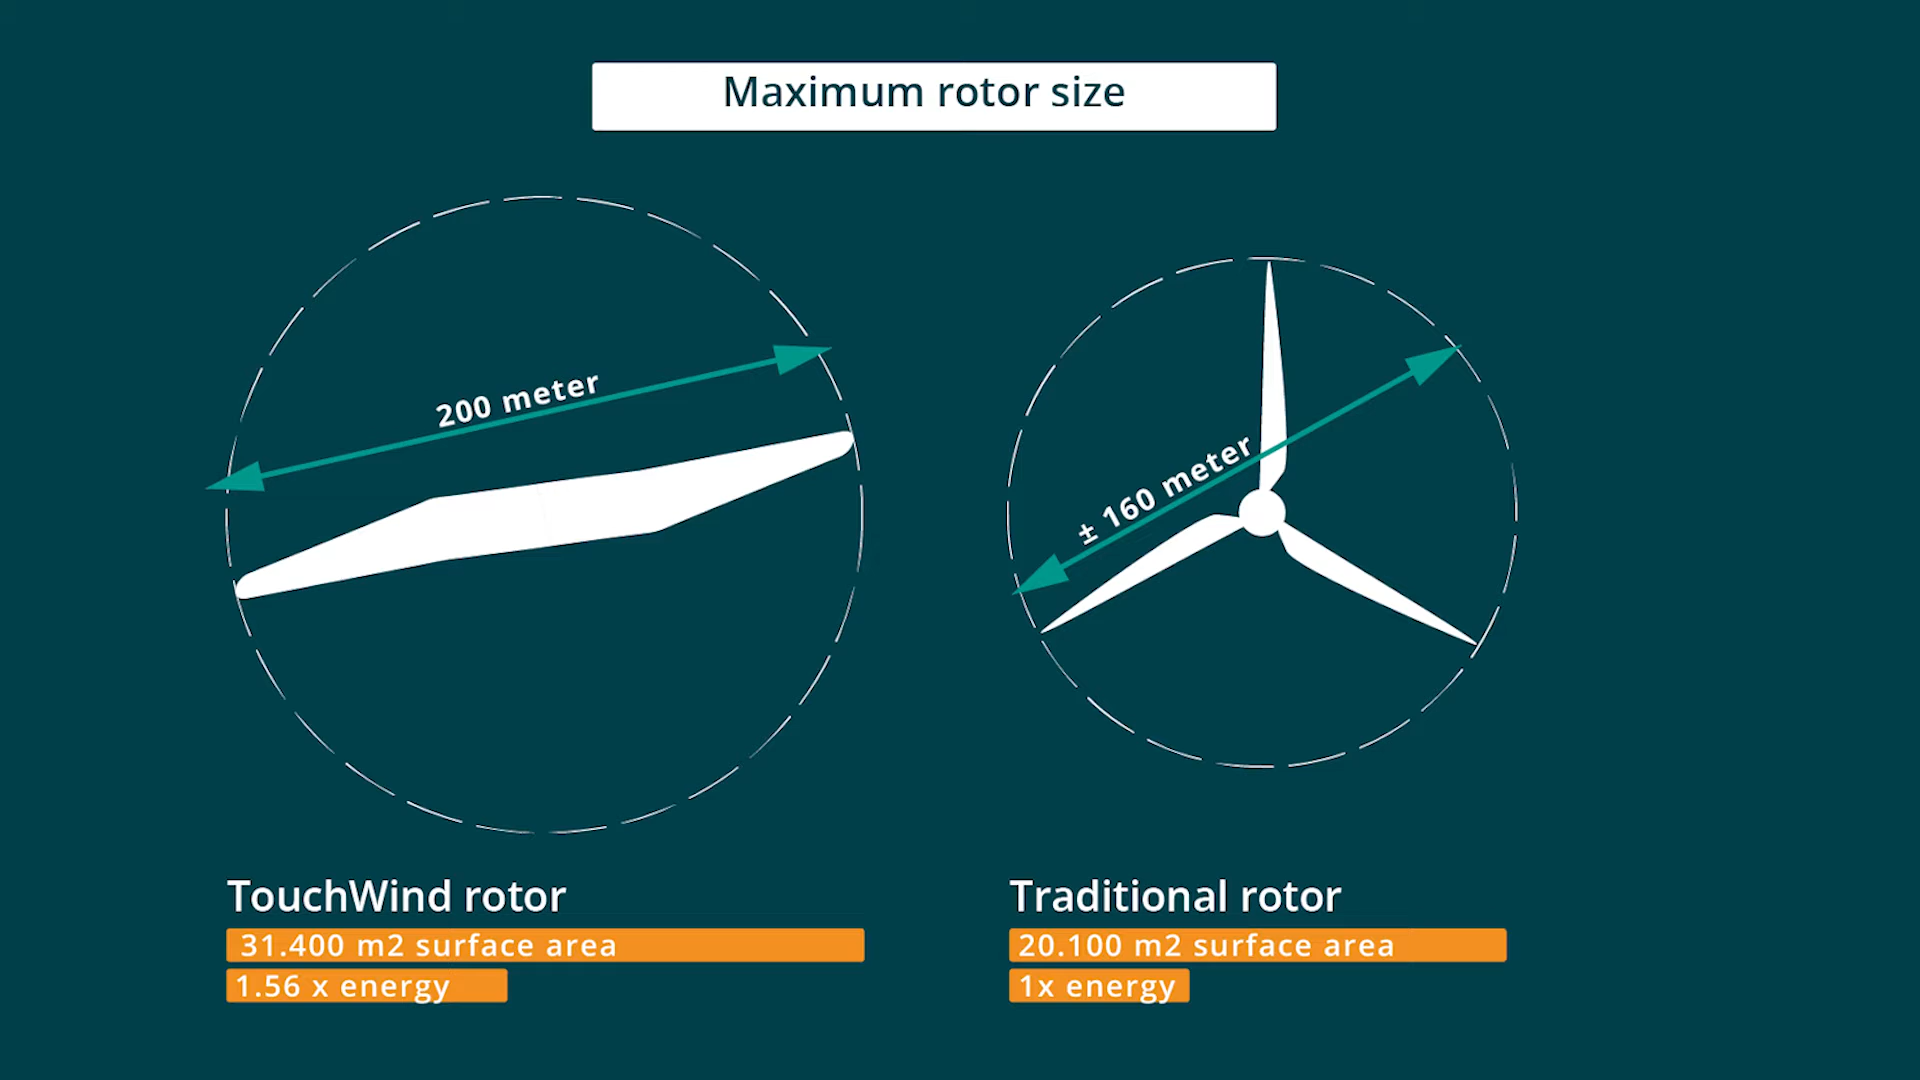 Maximum rotor size
200 meter
± 160 meter
TouchWind rotor
31.400 m2 surface area
1.56 x energy
Traditional rotor
20.100 m2 surface area
1x energy